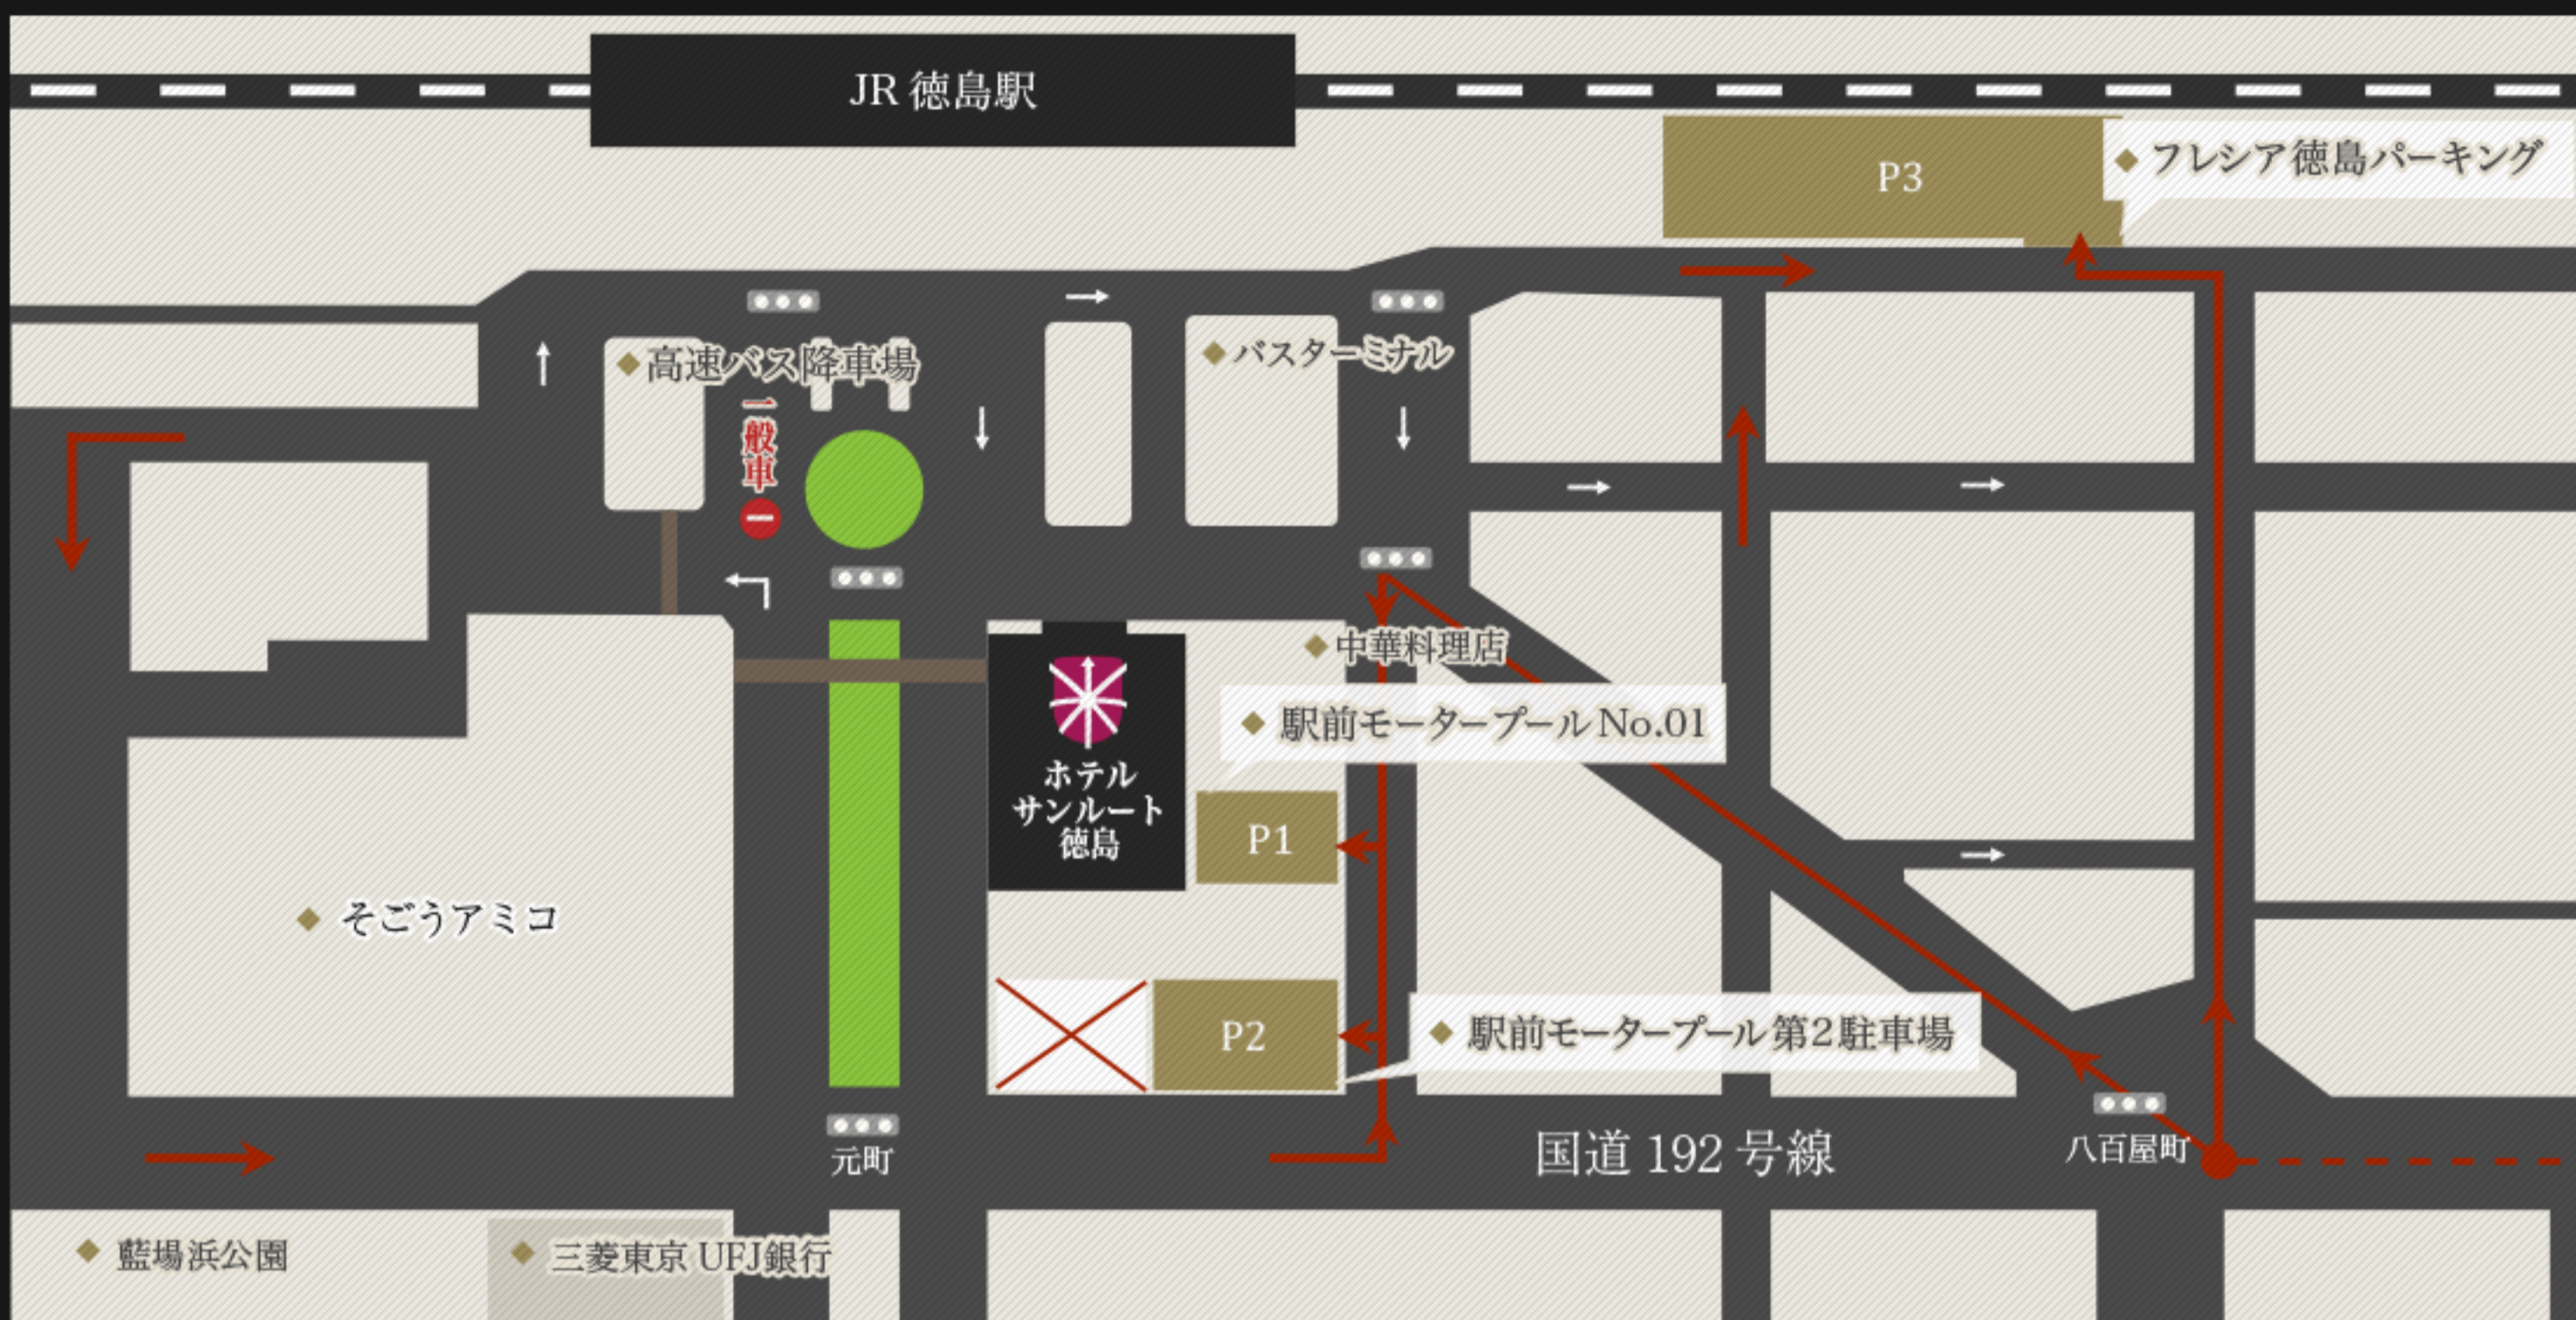 JR 徳島駅
P3
フレシア徳島パーキング
高速バス降車場
バスターミナル
一般車
中華料理店
駅前モータープールNo.01
ホテル
サンルート
徳島
P1
そごうアミコ
P2
駅前モータープール第2駐車場
元町
国道 192 号線
八百屋町
藍場浜公園
三菱東京 UFJ銀行